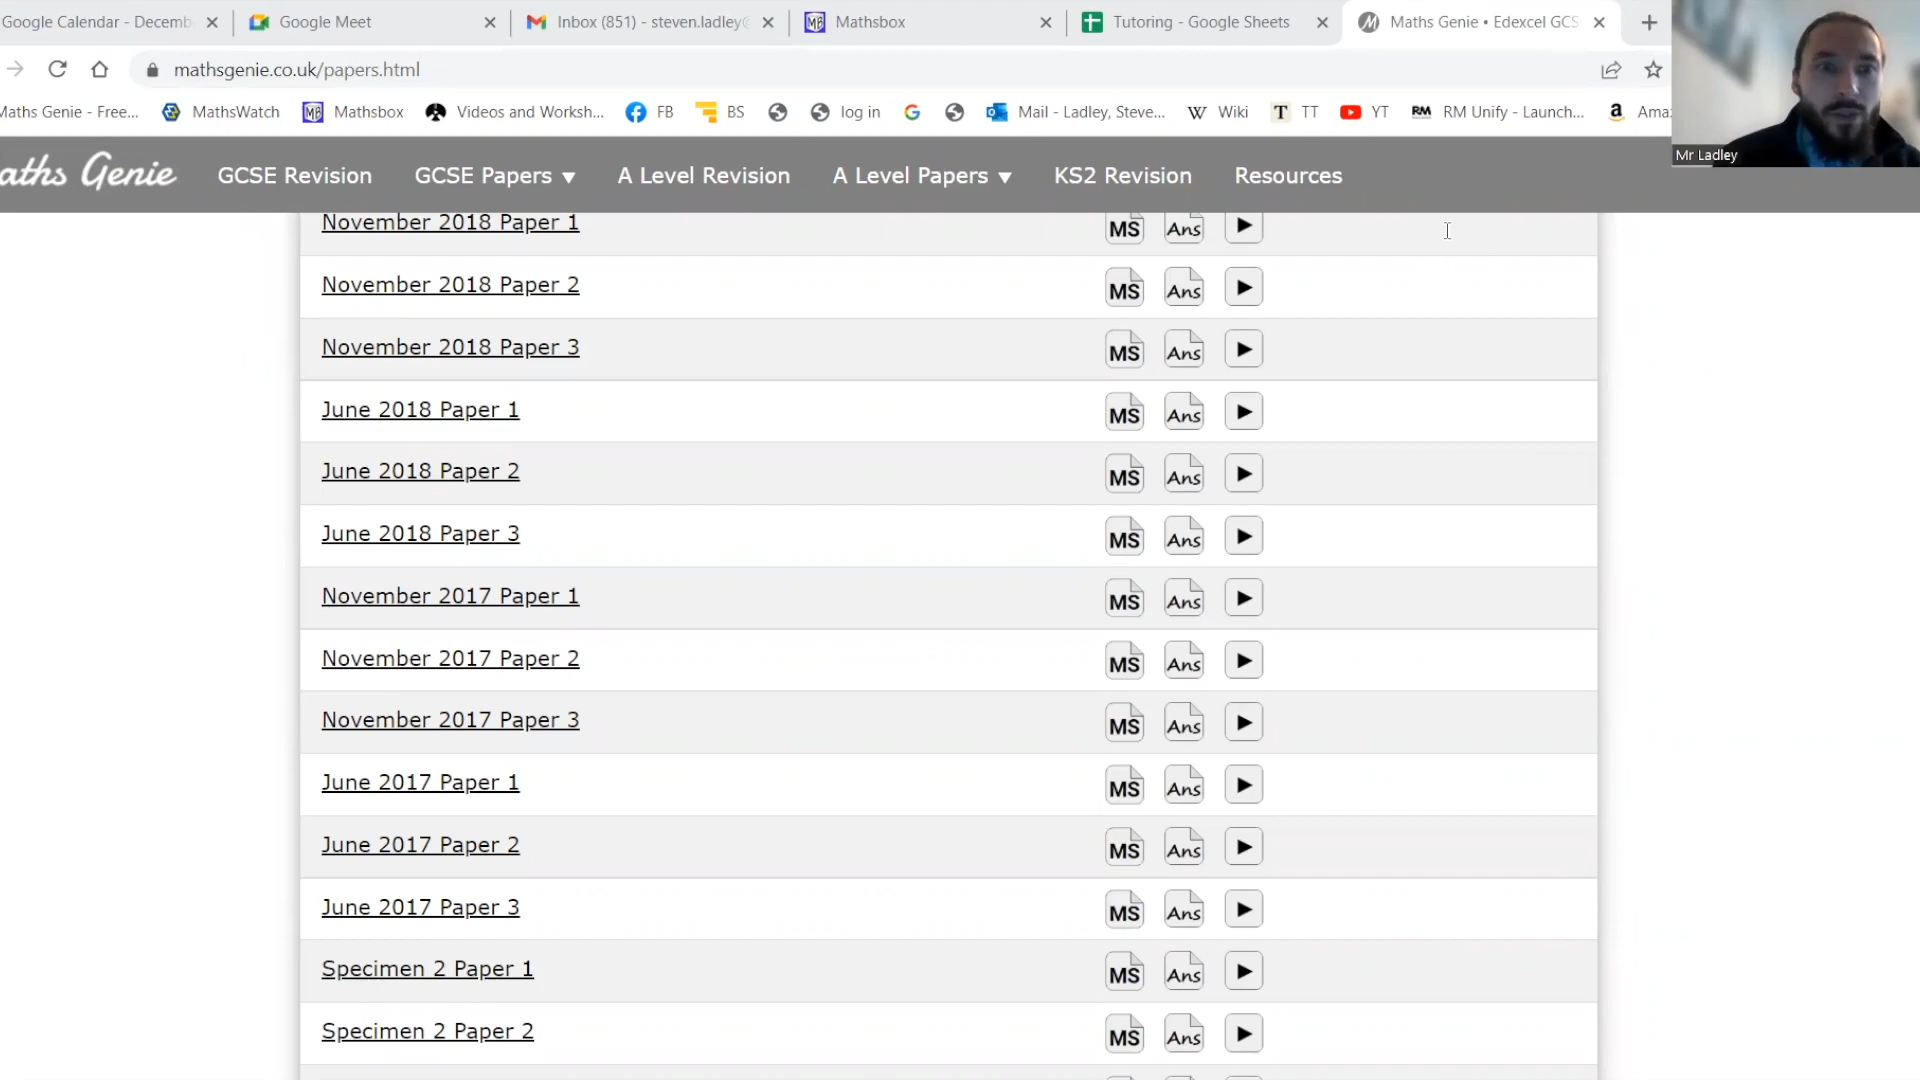 Google Calendar - Decemb
Google Meet
Inbox (851) - steven.ladley@
Mathsbox
Tutoring - Google Sheets
Maths Genie • Edexcel GCS
mathsgenie.co.uk/papers.html
Maths Genie - Free...
MathsWatch
Mathsbox
Videos and Worksh...
FB
BS
log in
Mail - Ladley, Steve...
Wiki
TT
YT
RM Unify - Launch...
Ama
Mr Ladley
aths Genie
GCSE Revision
GCSE Papers ▼
A Level Revision
A Level Papers ▼
KS2 Revision
Resources
November 2018 Paper 1 MS Ans
November 2018 Paper 2 MS Ans
November 2018 Paper 3 MS Ans
June 2018 Paper 1 MS Ans
June 2018 Paper 2 MS Ans
June 2018 Paper 3 MS Ans
November 2017 Paper 1 MS Ans
November 2017 Paper 2 MS Ans
November 2017 Paper 3 MS Ans
June 2017 Paper 1 MS Ans
June 2017 Paper 2 MS Ans
June 2017 Paper 3 MS Ans
Specimen 2 Paper 1 MS Ans
Specimen 2 Paper 2 MS Ans